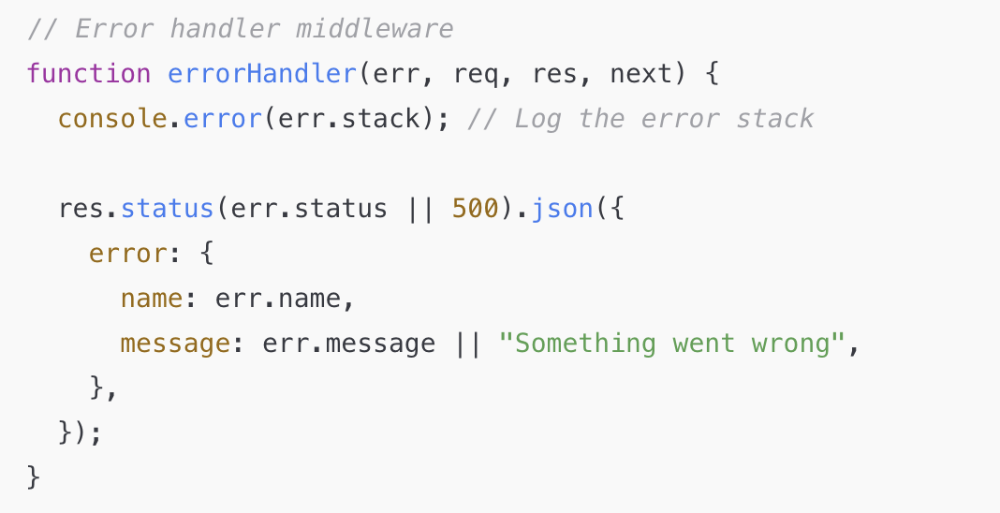 // Error handler middleware
function errorHandler(err, req, res, next) {
  console.error(err.stack); // Log the error stack

  res.status(err.status || 500).json({
    error: {
      name: err.name,
      message: err.message || "Something went wrong",
    },
  });
}